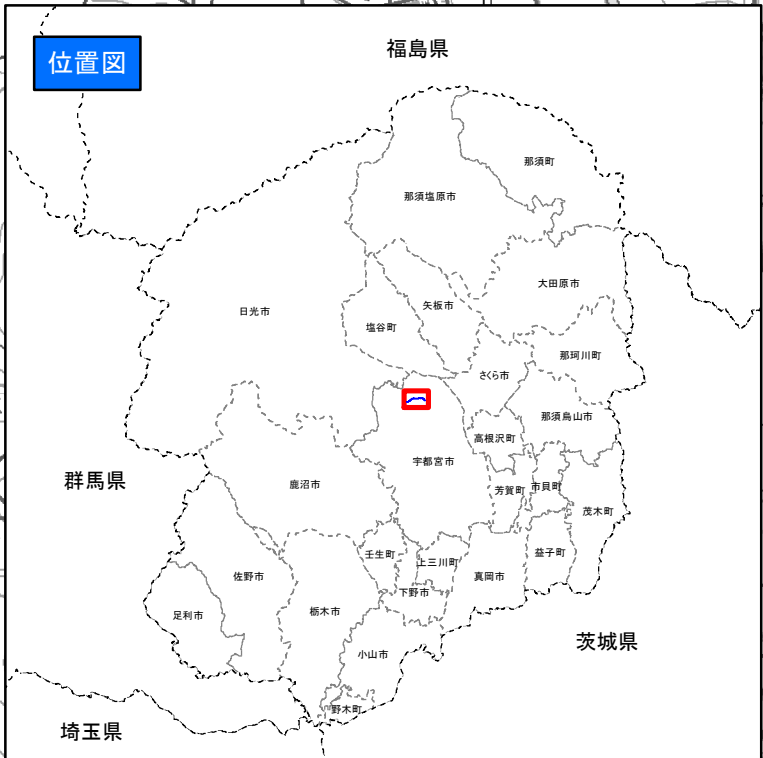 福島県
位置図
那須町
那須塩原市
大田原市
日光市
矢板市
塩谷町
那珂川町
さくら市
那須烏山市
高根沢町
宇都宮市
群馬県
鹿沼市
芳賀町
市貝町
茂木町
壬生町
上三川町
益子町
佐野市
真岡市
下野市
足利市
栃木市
茨城県
小山市
野木町
埼玉県